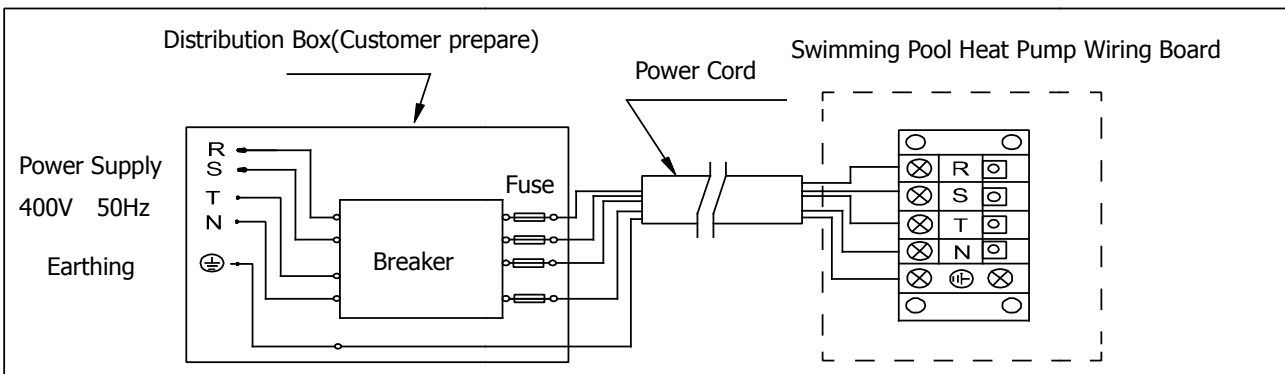 Distribution Box(Customer prepare)
Swimming Pool Heat Pump Wiring Board
Power Cord
Power Supply
400V 50Hz
Earthing
R
S
T
N
Fuse
Breaker
R
S
T
N